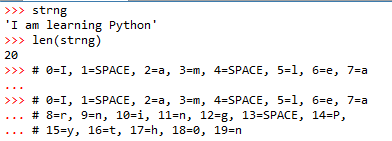 >>> strng
'I am learning Python'
>>> len(strng)
20
>>> # 0=I, 1=SPACE, 2=a, 3=m, 4=SPACE, 5=l, 6=e, 7=a
...
>>> # 0=I, 1=SPACE, 2=a, 3=m, 4=SPACE, 5=l, 6=e, 7=a
... # 8=r, 9=n, 10=i, 11=n, 12=g, 13=SPACE, 14=P,
... # 15=y, 16=t, 17=h, 18=0, 19=n